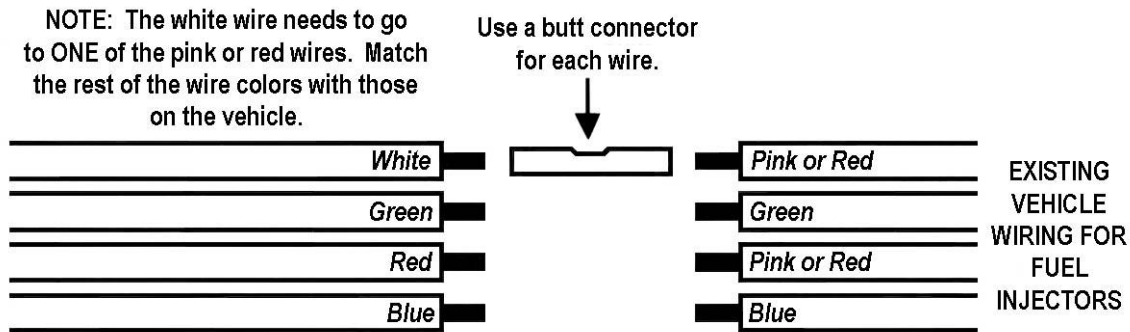 NOTE:  The white wire needs to go
to ONE of the pink or red wires.  Match
the rest of the wire colors with those
on the vehicle.
Use a butt connector
for each wire.
White
Pink or Red
Green
Green
Red
Pink or Red
Blue
Blue
EXISTING
VEHICLE
WIRING FOR
FUEL
INJECTORS